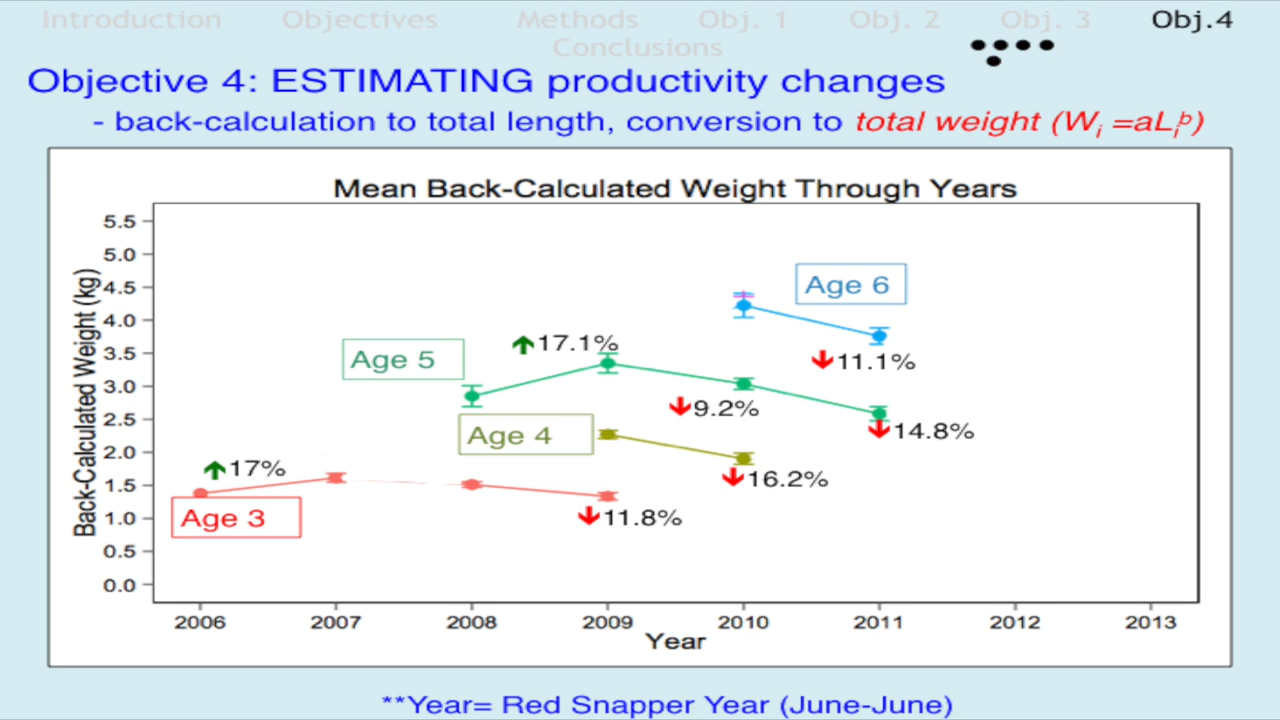 Introduction Objectives Methods Obj. 1 Obj. 2 Obj. 3 Obj.4
Conclusions
Objective 4: ESTIMATING productivity changes
- back-calculation to total length, conversion to total weight (Wi =aLi^b)
Mean Back-Calculated Weight Through Years
Back-Calculated Weight (kg)
5.5
5.0
4.5
4.0
3.5
3.0
2.5
2.0
1.5
1.0
0.5
0.0
Age 6
17.1%
Age 5
11.1%
9.2%
14.8%
Age 4
17%
16.2%
Age 3
11.8%
2006 2007 2008 2009 2010 2011 2012 2013
Year
**Year= Red Snapper Year (June-June)